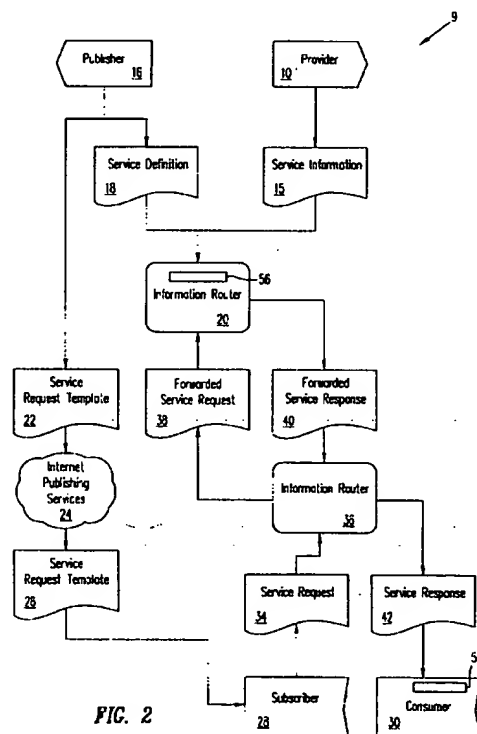 9
Publisher
16
Provider
10
Service Definition
18
Service Information
15
56
Information Router
20
Service
Request Template
22
Forwarded
Service Request
38
Forwarded
Service Response
40
Internet
Publishing
Services
24
Information Router
36
Service
Request Template
26
Service Request
34
Service Response
42
5
Subscriber
28
Consumer
30
FIG. 2